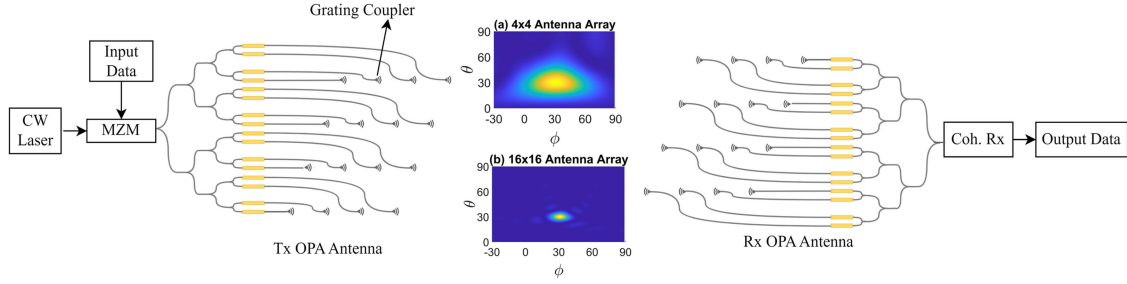 Grating Coupler
Input
Data
CW
Laser
MZM
Tx OPA Antenna
(a) 4x4 Antenna Array
90
60
30
0
θ
-30 0 30 60 90
ϕ
(b) 16x16 Antenna Array
90
60
30
0
θ
-30 0 30 60 90
ϕ
Rx OPA Antenna
Coh. Rx
Output Data